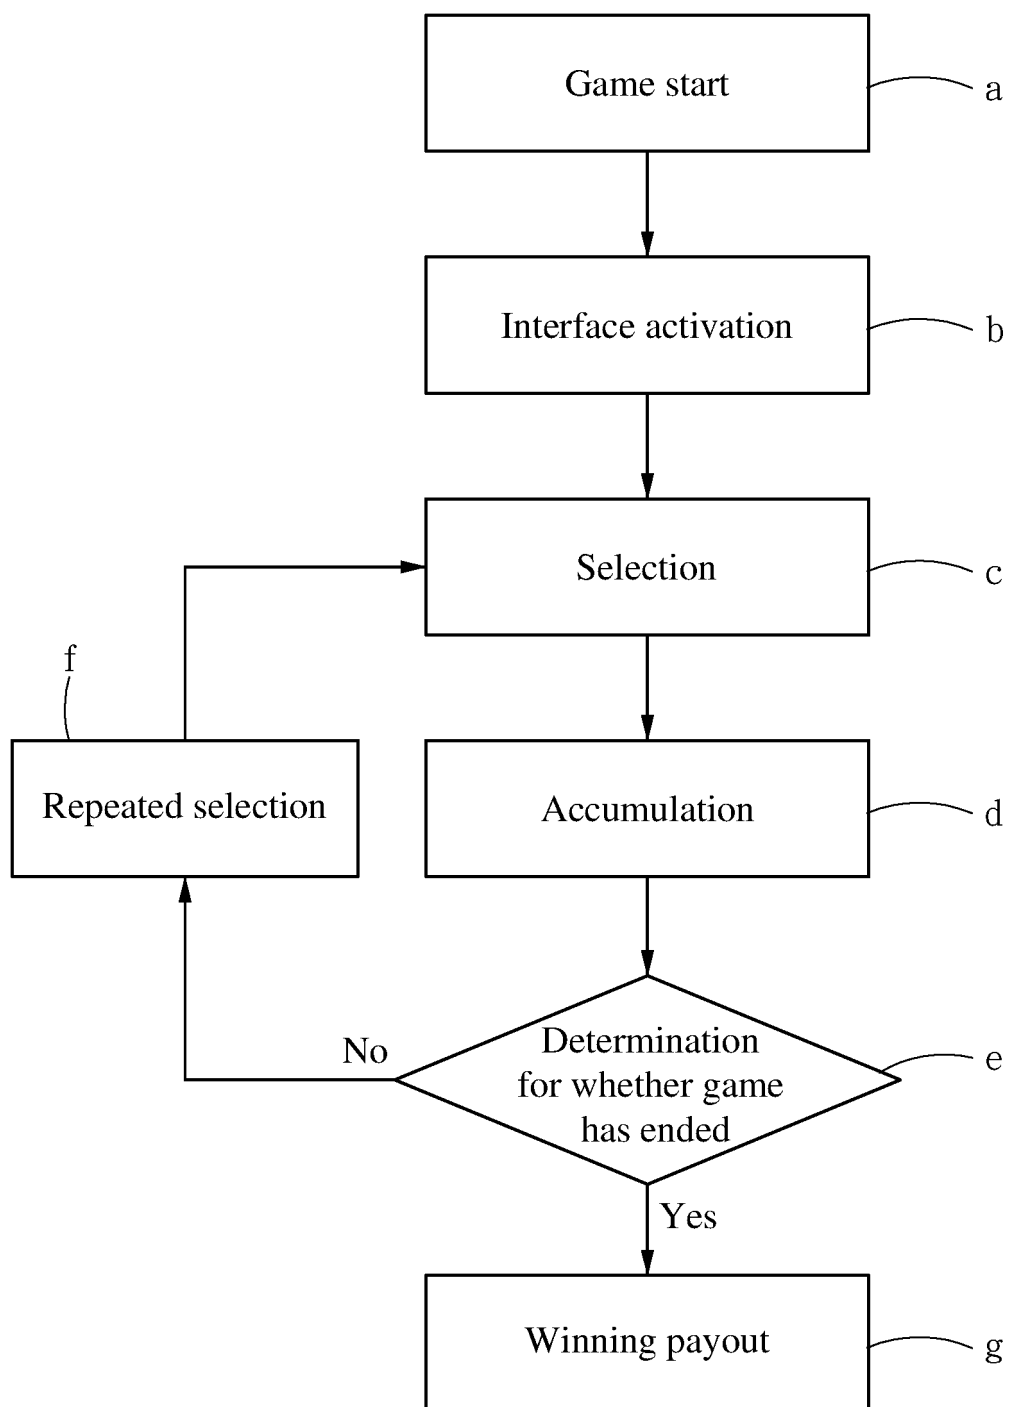 Game start
a
Interface activation
b
Selection
c
f
Repeated selection
Accumulation
d
No
Determination
for whether game
has ended
e
Yes
Winning payout
g